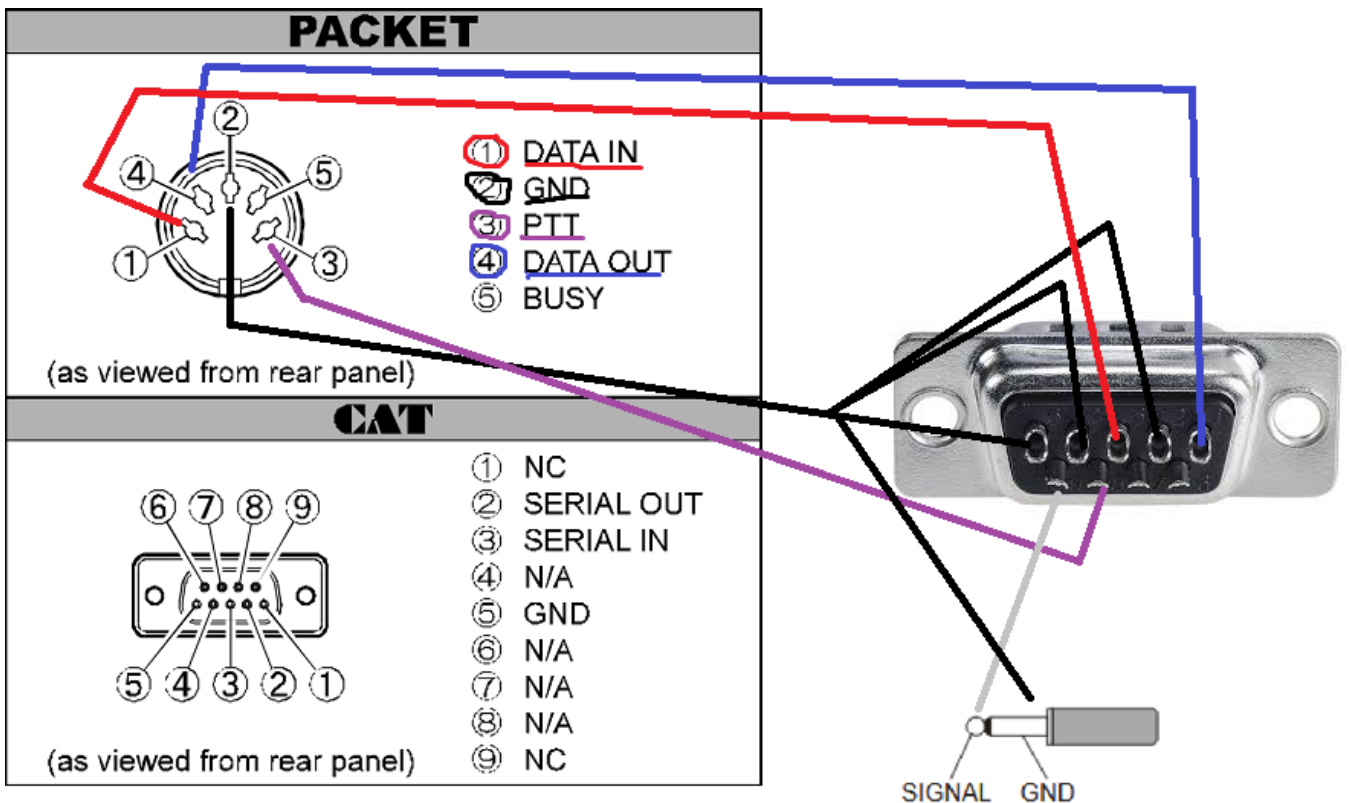 PACKET
②
④
⑤
①
③
① DATA IN
② GND
③ PTT
④ DATA OUT
⑤ BUSY
(as viewed from rear panel)
CAT
⑥ ⑦ ⑧ ⑨
⑤ ④ ③ ② ①
① NC
② SERIAL OUT
③ SERIAL IN
④ N/A
⑤ GND
⑥ N/A
⑦ N/A
⑧ N/A
⑨ NC
(as viewed from rear panel)
SIGNAL GND